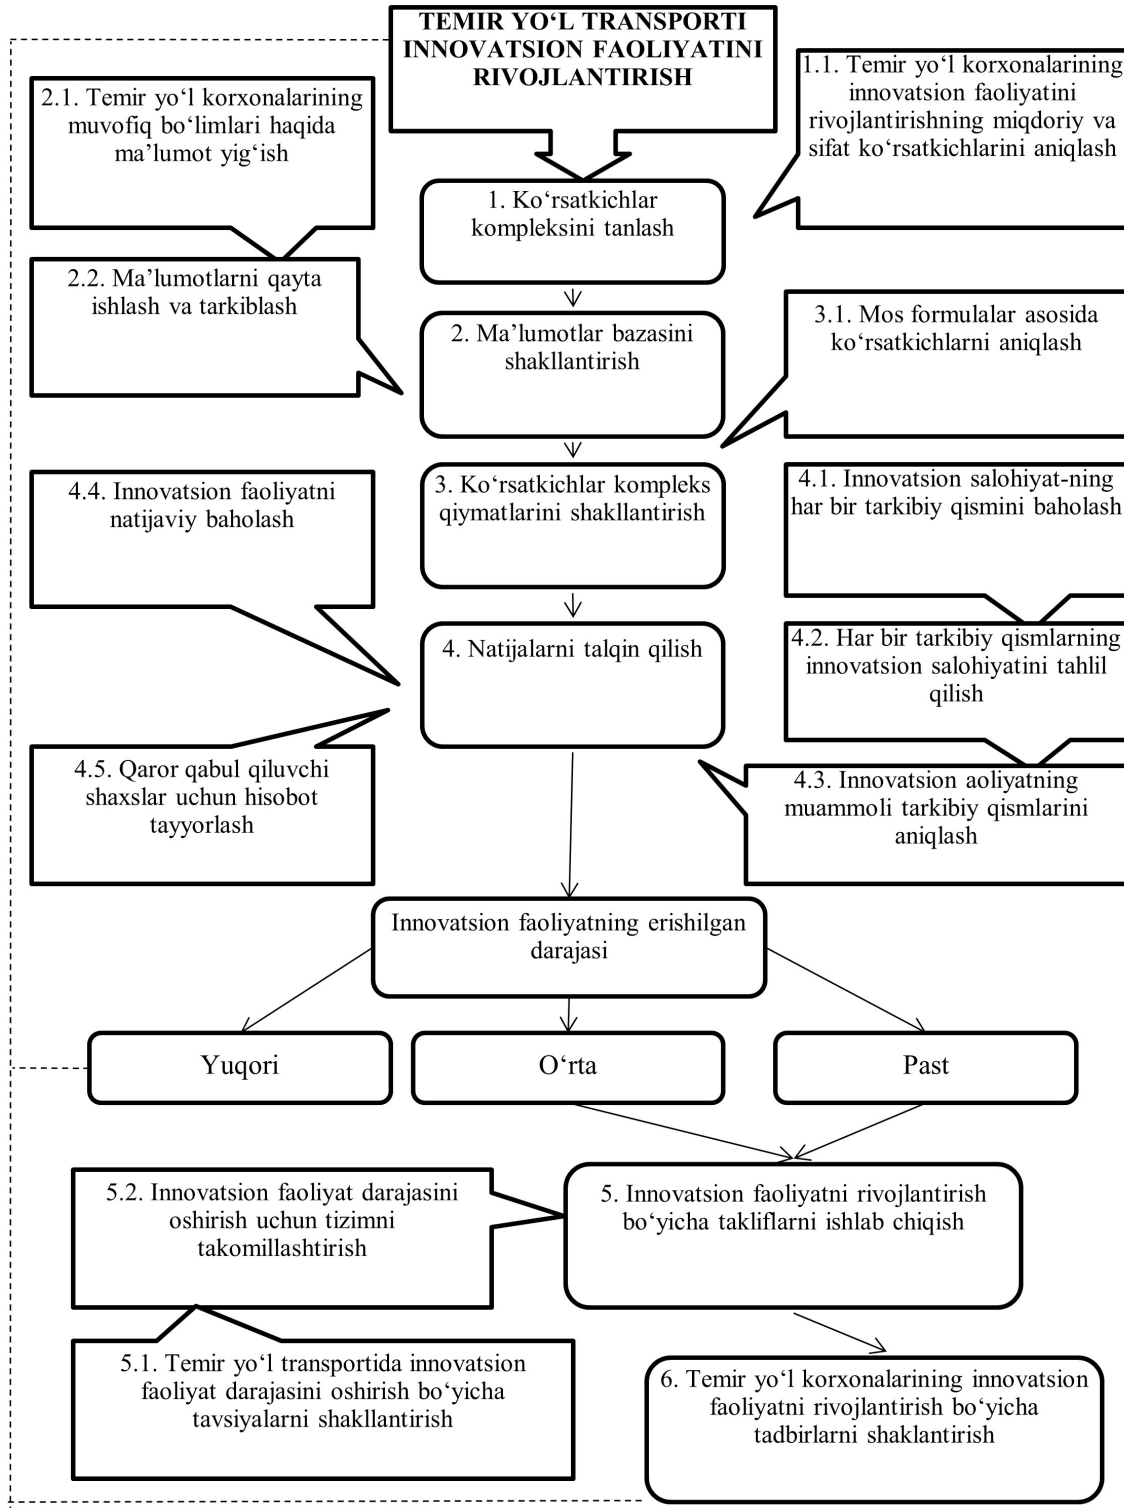 TEMIR YO‘L TRANSPORTI
INNOVATSION FAOLIYATINI
RIVOJLANTIRISH
1.1. Temir yo‘l korxonalarining
innovatsion faoliyatini
rivojlantirishning miqdoriy va
sifat ko‘rsatkichlarini aniqlash
2.1. Temir yo‘l korxonalarining
muvofiq bo‘limlari haqida
ma’lumot yig‘ish
1. Ko‘rsatkichlar
kompleksini tanlash
2.2. Ma’lumotlarni qayta
ishlash va tarkiblash
2. Ma’lumotlar bazasini
shakllantirish
3.1. Mos formulalar asosida
ko‘rsatkichlarni aniqlash
4.4. Innovatsion faoliyatni
natijaviy baholash
3. Ko‘rsatkichlar kompleks
qiymatlarini shakllantirish
4.1. Innovatsion salohiyat-ning
har bir tarkibiy qismini baholash
4. Natijalarni talqin qilish
4.2. Har bir tarkibiy qismlarning
innovatsion salohiyatini tahlil
qilish
4.5. Qaror qabul qiluvchi
shaxslar uchun hisobot
tayyorlash
4.3. Innovatsion aoliyatning
muammoli tarkibiy qismlarini
aniqlash
Innovatsion faoliyatning erishilgan
darajasi
Yuqori
O‘rta
Past
5.2. Innovatsion faoliyat darajasini
oshirish uchun tizimni
takomillashtirish
5. Innovatsion faoliyatni rivojlantirish
bo‘yicha takliflarni ishlab chiqish
5.1. Temir yo‘l transportida innovatsion
faoliyat darajasini oshirish bo‘yicha
tavsiyalarni shakllantirish
6. Temir yo‘l korxonalarining innovatsion
faoliyatni rivojlantirish bo‘yicha
tadbirlarni shaklantirish